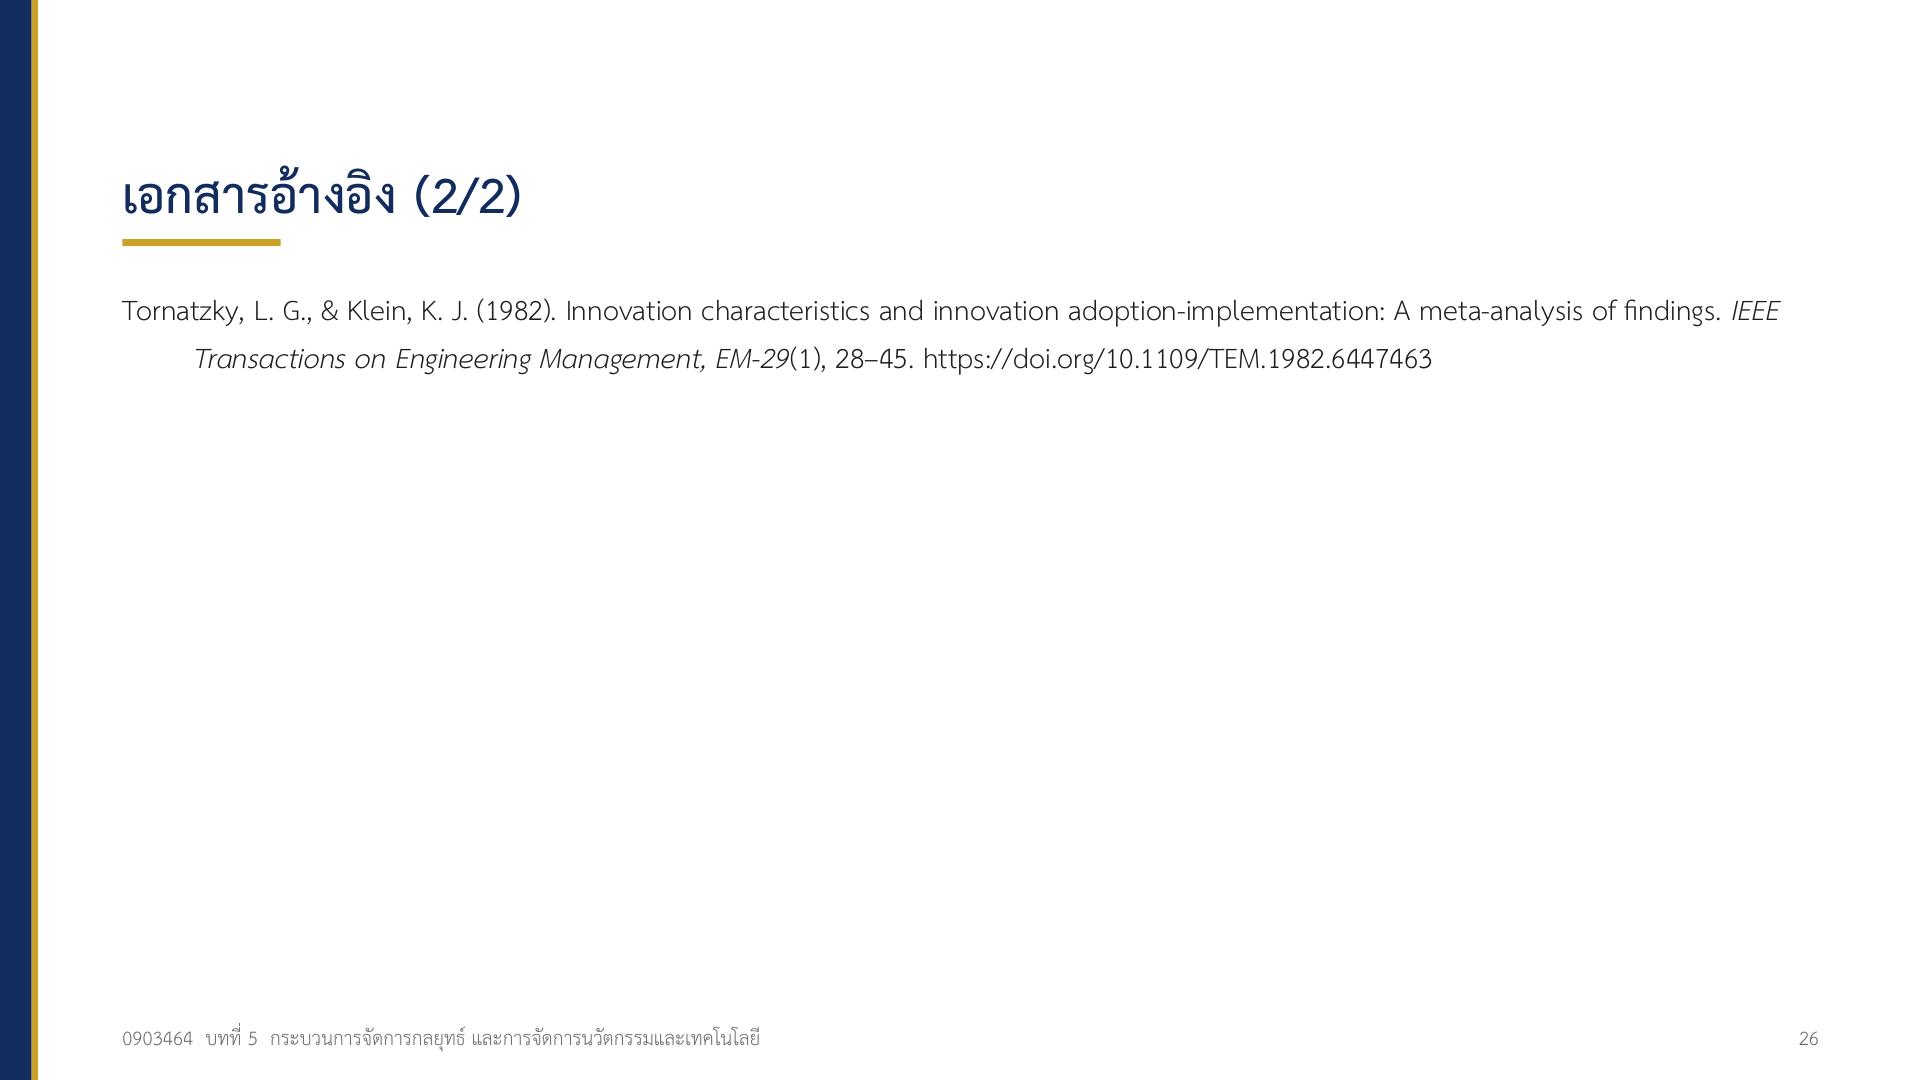 เอกสารอ้างอิง (2/2)
Tornatzky, L. G., & Klein, K. J. (1982). Innovation characteristics and innovation adoption-implementation: A meta-analysis of findings. IEEE
Transactions on Engineering Management, EM-29(1), 28–45. https://doi.org/10.1109/TEM.1982.6447463
0903464 บทที่ 5 กระบวนการจัดการกลยุทธ์ และการจัดการนวัตกรรมและเทคโนโลยี
26